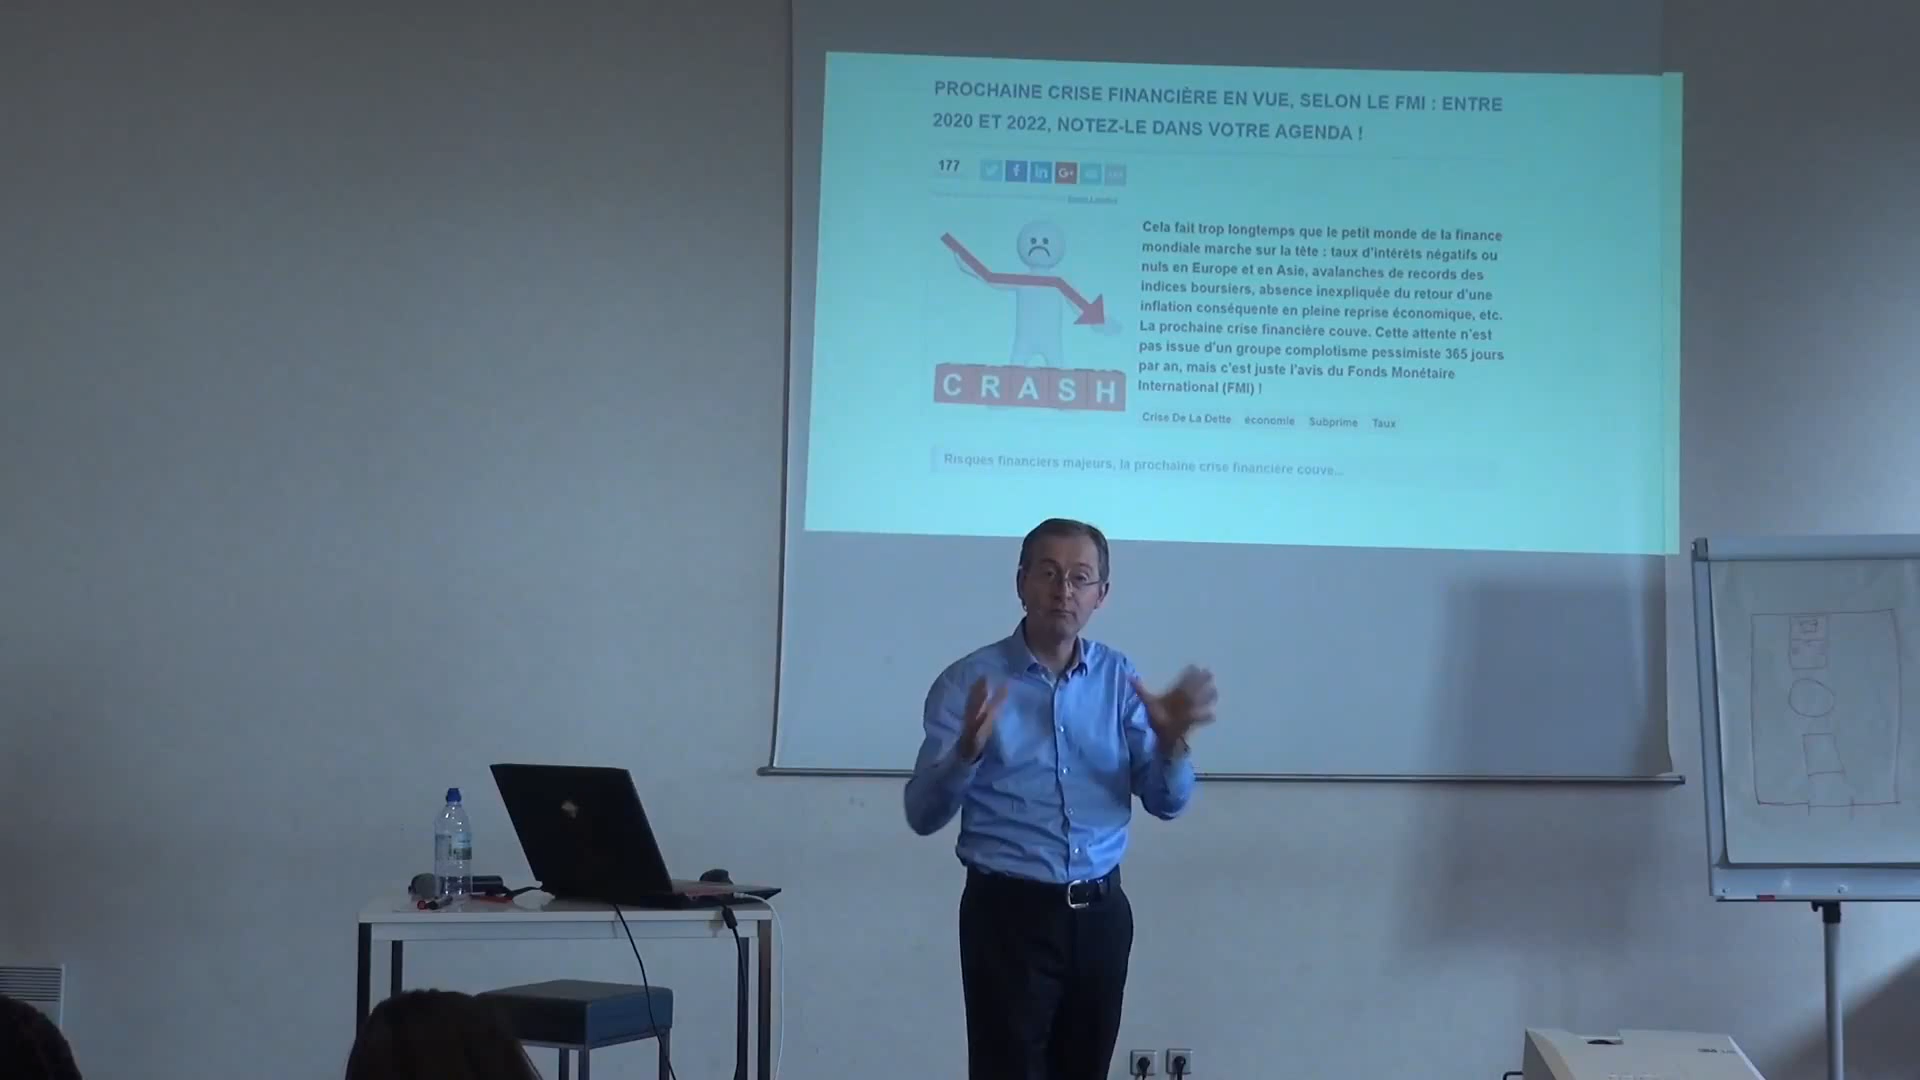 PROCHAINE CRISE FINANCIÈRE EN VUE, SELON LE FMI : ENTRE
2020 ET 2022, NOTEZ-LE DANS VOTRE AGENDA !
177
f in G+
Cela fait trop longtemps que le petit monde de la finance
mondiale marche sur la tête : taux d'intérêts négatifs ou
nuls en Europe et en Asie, avalanches de records des
indices boursiers, absence inexpliquée du retour d'une
inflation conséquente en pleine reprise économique, etc.
La prochaine crise financière couve. Cette attente n'est
pas issue d'un groupe complotisme pessimiste 365 jours
par an, mais c'est juste l'avis du Fonds Monétaire
International (FMI) !
CRASH
Crise De La Dette économie Subprime Taux
Risques financiers majeurs, la prochaine crise financière couve...